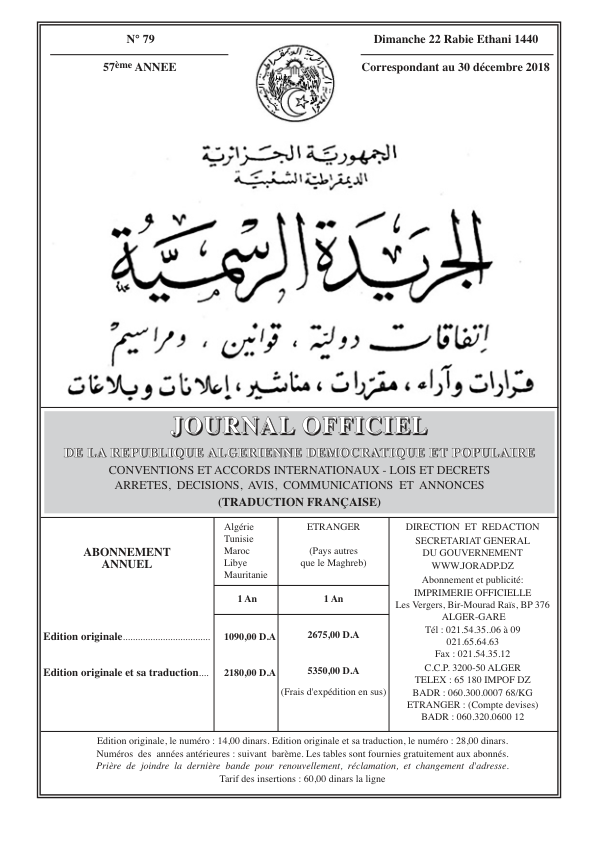 N° 79
Dimanche 22 Rabie Ethani 1440
57ème ANNEE
Correspondant au 30 décembre 2018
الجمهورية الجزائرية
الديمقراطية الشعبية
الجريدة الرسمية
إتفاقات دولية ، قوانين ، ومراسيم
قرارات وآراء ، مقررات ، مناشير ، إعلانات وبلاغات
JOURNAL OFFICIEL
DE LA REPUBLIQUE ALGERIENNE DEMOCRATIQUE ET POPULAIRE
CONVENTIONS ET ACCORDS INTERNATIONAUX - LOIS ET DECRETS
ARRETES, DECISIONS, AVIS, COMMUNICATIONS ET ANNONCES
(TRADUCTION FRANÇAISE)
ABONNEMENT
ANNUEL
Algérie
Tunisie
Maroc
Libye
Mauritanie
ETRANGER
(Pays autres
que le Maghreb)
1 An
1 An
Edition originale.................................. 1090,00 D.A 2675,00 D.A
Edition originale et sa traduction.... 2180,00 D.A 5350,00 D.A
(Frais d'expédition en sus)
DIRECTION ET REDACTION
SECRETARIAT GENERAL
DU GOUVERNEMENT
WWW.JORADP.DZ
Abonnement et publicité:
IMPRIMERIE OFFICIELLE
Les Vergers, Bir-Mourad Raïs, BP 376
ALGER-GARE
Tél : 021.54.35..06 à 09
021.65.64.63
Fax : 021.54.35.12
C.C.P. 3200-50 ALGER
TELEX : 65 180 IMPOF DZ
BADR : 060.300.0007 68/KG
ETRANGER : (Compte devises)
BADR : 060.320.0600 12
Edition originale, le numéro : 14,00 dinars. Edition originale et sa traduction, le numéro : 28,00 dinars.
Numéros des années antérieures : suivant barème. Les tables sont fournies gratuitement aux abonnés.
Prière de joindre la dernière bande pour renouvellement, réclamation, et changement d'adresse.
Tarif des insertions : 60,00 dinars la ligne